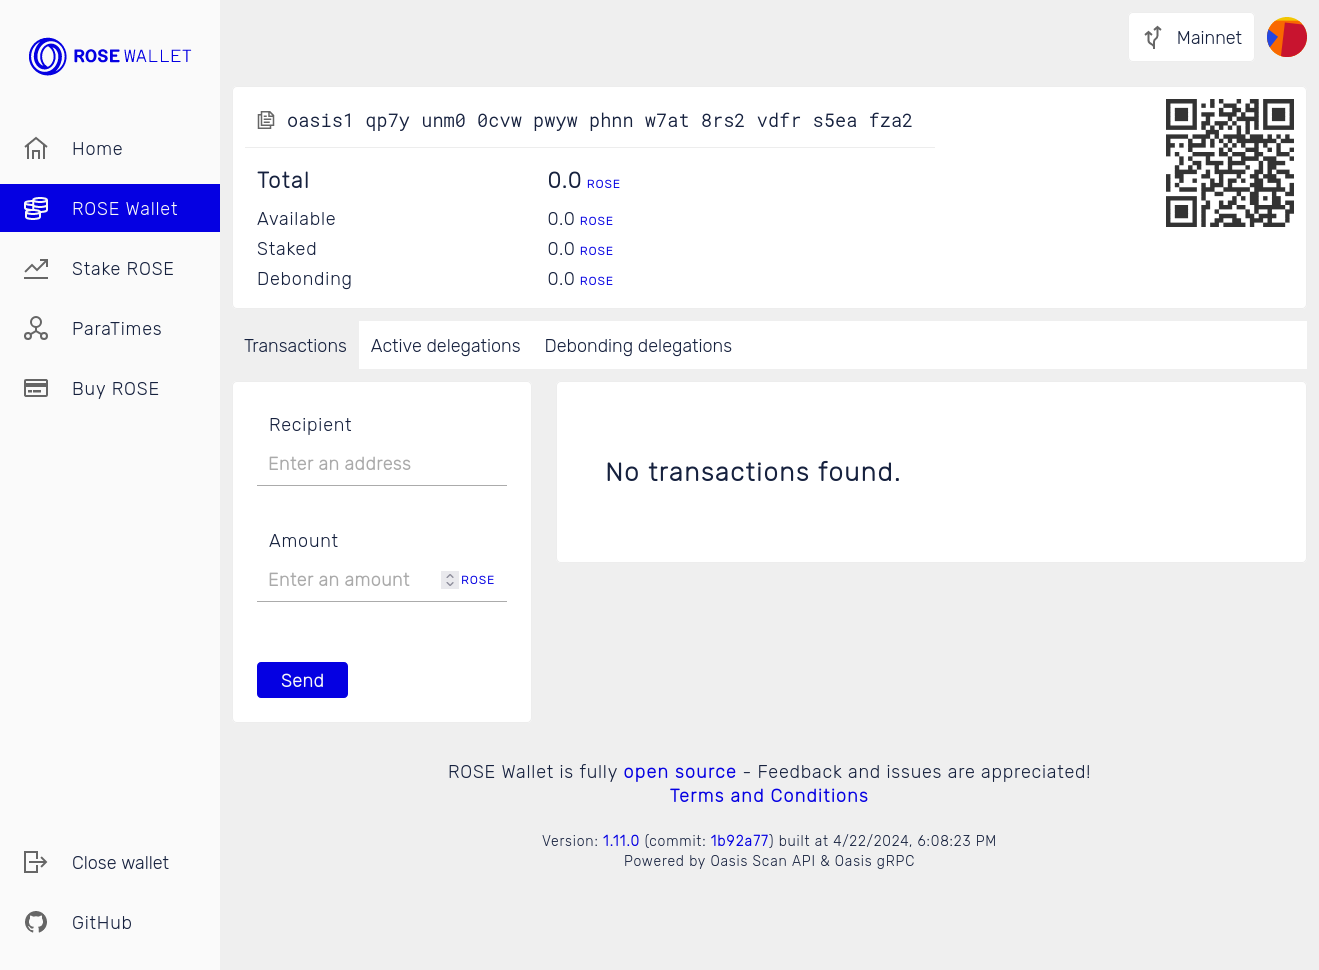 ROSE WALLET
Mainnet
Home
ROSE Wallet
Stake ROSE
ParaTimes
Buy ROSE
oasis1 qp7y unm0 0cvw pwyw phnn w7at 8rs2 vdfr s5ea fza2
Total 0.0 ROSE
Available 0.0 ROSE
Staked 0.0 ROSE
Debonding 0.0 ROSE
Transactions Active delegations Debonding delegations
Recipient
Enter an address
Amount
Enter an amount ROSE
Send
No transactions found.
ROSE Wallet is fully open source - Feedback and issues are appreciated!
Terms and Conditions
Version: 1.11.0 (commit: 1b92a77) built at 4/22/2024, 6:08:23 PM
Powered by Oasis Scan API & Oasis gRPC
Close wallet
GitHub